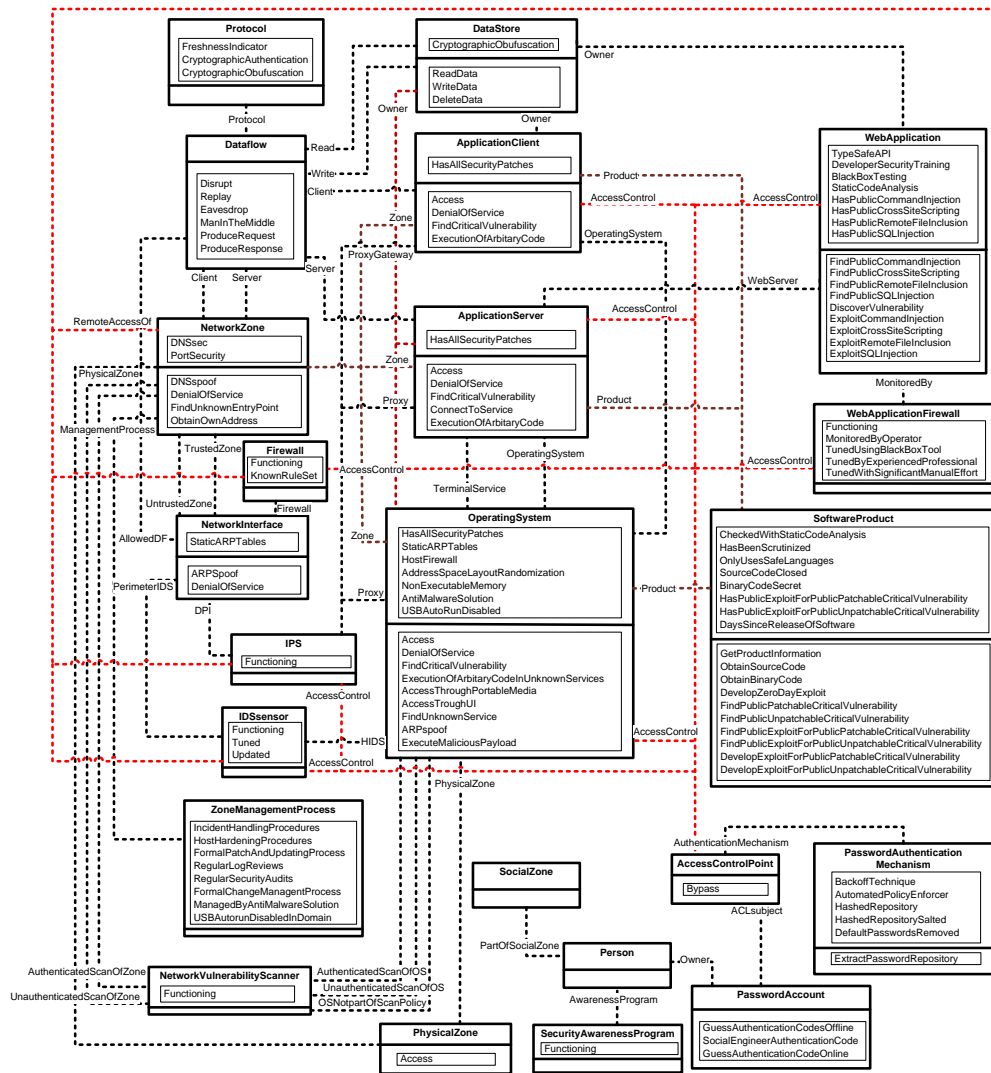 Protocol
FreshnessIndicator
CryptographicAuthentication
CryptographicObufuscation
DataStore
CryptographicObufuscation
ReadData
WriteData
DeleteData
Owner
Owner
Owner
Protocol
Dataflow
Disrupt
Replay
Eavesdrop
ManInTheMiddle
ProduceRequest
ProduceResponse
Read
Write
Client
ApplicationClient
HasAllSecurityPatches
Access
DenialOfService
FindCriticalVulnerability
ExecutionOfArbitaryCode
Product
AccessControl
AccessControl
WebApplication
TypeSafeAPI
DeveloperSecurityTraining
BlackBoxTesting
StaticCodeAnalysis
HasPublicCommandInjection
HasPublicCrossSiteScripting
HasPublicRemoteFileInclusion
HasPublicSQLInjection
FindPublicCommandInjection
FindPublicCrossSiteScripting
FindPublicRemoteFileInclusion
FindPublicSQLInjection
DiscoverVulnerability
ExploitCommandInjection
ExploitCrossSiteScripting
ExploitRemoteFileInclusion
ExploitSQLInjection
Zone
ProxyGateway
OperatingSystem
Client
Server
Server
WebServer
RemoteAccessOf
NetworkZone
DNSsec
PortSecurity
DNSspoof
DenialOfService
FindUnknownEntryPoint
ObtainOwnAddress
PhysicalZone
ManagementProcess
Zone
ApplicationServer
HasAllSecurityPatches
Access
DenialOfService
FindCriticalVulnerability
ConnectToService
ExecutionOfArbitaryCode
AccessControl
Product
Proxy
MonitoredBy
WebApplicationFirewall
Functioning
MonitoredByOperator
TunedUsingBlackBoxTool
TunedByExperiencedProfessional
TunedWithSignificantManualEffort
TrustedZone
Firewall
Functioning
KnownRuleSet
AccessControl
OperatingSystem
AccessControl
TerminalService
UntrustedZone
Firewall
NetworkInterface
StaticARPTables
ARPSpoof
DenialOfService
AllowedDF
PerimeterIDS
DPI
Zone
Proxy
OperatingSystem
HasAllSecurityPatches
StaticARPTables
HostFirewall
AddressSpaceLayoutRandomization
NonExecutableMemory
AntiMalwareSolution
USBAutoRunDisabled
Access
DenialOfService
FindCriticalVulnerability
ExecutionOfArbitaryCodeInUnknownServices
AccessThroughPortableMedia
AccessTroughUI
FindUnknownService
ARPspoof
ExecuteMaliciousPayload
Product
SoftwareProduct
CheckedWithStaticCodeAnalysis
HasBeenScrutinized
OnlyUsesSafeLanguages
SourceCodeClosed
BinaryCodeSecret
HasPublicExploitForPublicPatchableCriticalVulnerability
HasPublicExploitForPublicUnpatchableCriticalVulnerability
DaysSinceReleaseOfSoftware
GetProductInformation
ObtainSourceCode
ObtainBinaryCode
DevelopZeroDayExploit
FindPublicPatchableCriticalVulnerability
FindPublicUnpatchableCriticalVulnerability
FindPublicExploitForPublicPatchableCriticalVulnerability
FindPublicExploitForPublicUnpatchableCriticalVulnerability
DevelopExploitForPublicPatchableCriticalVulnerability
DevelopExploitForPublicUnpatchableCriticalVulnerability
IPS
Functioning
AccessControl
IDSsensor
Functioning
Tuned
Updated
HIDS
AccessControl
AccessControl
PhysicalZone
ZoneManagementProcess
IncidentHandlingProcedures
HostHardeningProcedures
FormalPatchAndUpdatingProcess
RegularLogReviews
RegularSecurityAudits
FormalChangeManagentProcess
ManagedByAntiMalwareSolution
USBAutorunDisabledInDomain
AuthenticationMechanism
AccessControlPoint
Bypass
ACLsubject
PasswordAuthentication
Mechanism
BackoffTechnique
AutomatedPolicyEnforcer
HashedRepository
HashedRepositorySalted
DefaultPasswordsRemoved
ExtractPasswordRepository
SocialZone
PartOfSocialZone
Person
Owner
AwarenessProgram
AuthenticatedScanOfZone
UnauthenticatedScanOfZone
NetworkVulnerabilityScanner
Functioning
AuthenticatedScanOfOS
UnauthenticatedScanOfOS
OSNotpartOfScanPolicy
PasswordAccount
GuessAuthenticationCodesOffline
SocialEngineerAuthenticationCode
GuessAuthenticationCodeOnline
PhysicalZone
Access
SecurityAwarenessProgram
Functioning